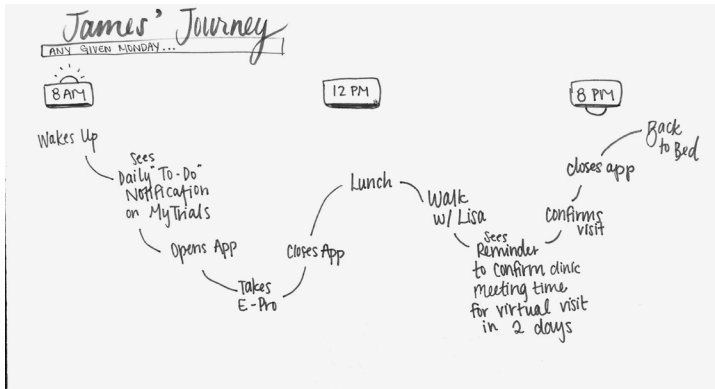 James' Journey
ANY GIVEN MONDAY...
8 AM
12 PM
8 PM
Wakes Up
Sees
Daily "To-Do"
Notification
on MyTrials
Opens App
Takes
E-Pro
Closes App
Lunch
Walk
w/ Lisa
Sees
Reminder
to confirm clinic
meeting time
for virtual visit
in 2 days
Confirms
visit
closes app
Back
to Bed